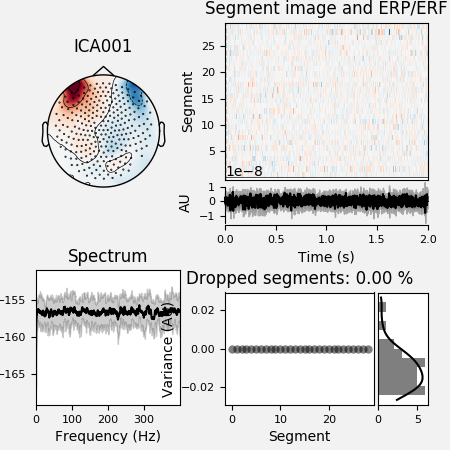 Segment image and ERP/ERF
ICA001
Segment
25
20
15
10
5
1e−8
AU
1
0
−1
0.0 0.5 1.0 1.5 2.0
Time (s)
Spectrum
−155
−160
−165
0 100 200 300
Frequency (Hz)
Dropped segments: 0.00 %
0.02
0.00
−0.02
0 10 20
Segment
0 5